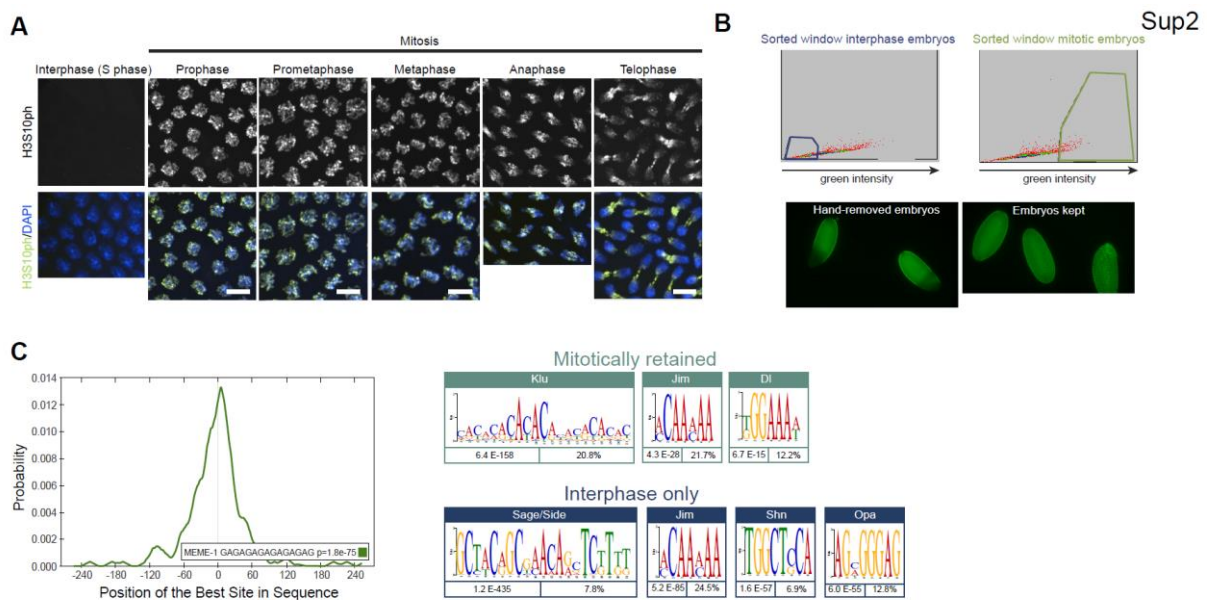 Sup2
A
Mitosis
Interphase (S phase)
Prophase
Prometaphase
Metaphase
Anaphase
Telophase
H3S10ph
H3S10ph/DAPI
B
Sorted window interphase embryos
Sorted window mitotic embryos
green intensity
green intensity
Hand-removed embryos
Embryos kept
C
0.014
0.012
0.010
0.008
0.006
0.004
0.002
0.000
Probability
MEME-1 GAGAGAGAGAGAGAG p=1.8e-75
-240 -180 -120 -60 0 60 120 180 240
Position of the Best Site in Sequence
Mitotically retained
Klu
6.4 E-158 20.8%
Jim
4.3 E-28 21.7%
Dl
6.7 E-15 12.2%
Interphase only
Sage/Side
1.2 E-435 7.8%
Jim
5.2 E-85 24.5%
Shn
1.6 E-57 6.9%
Opa
6.0 E-55 12.8%